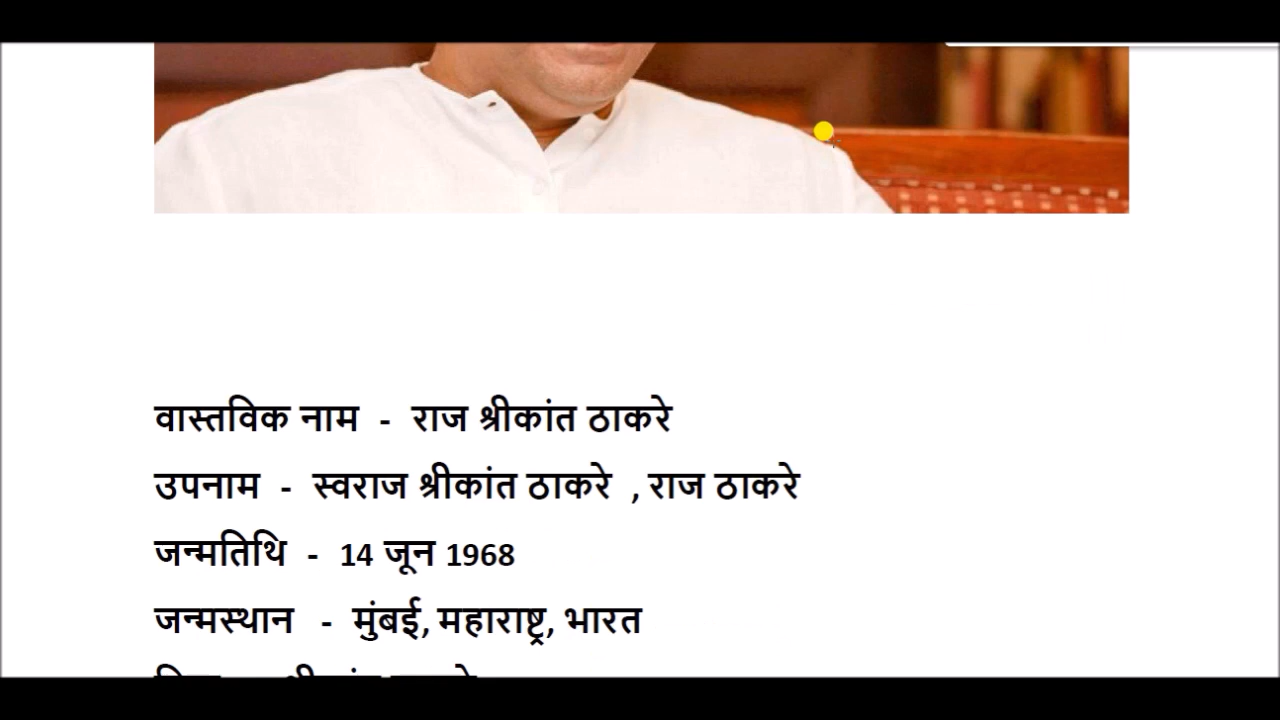 वास्तविक नाम - राज श्रीकांत ठाकरे
उपनाम - स्वराज श्रीकांत ठाकरे , राज ठाकरे
जन्मतिथि - 14 जून 1968
जन्मस्थान - मुंबई, महाराष्ट्र, भारत